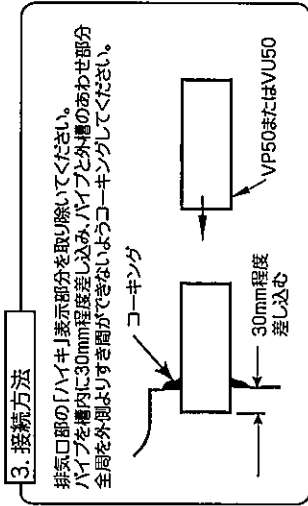 3. 接続方法
排気口部の「ハイキ」表示部分を取り除いてください。
パイプを槽内に30mm程度差し込み、パイプと外槽のあわせ部分
全周を外側よりすき間ができないようコーキングしてください。
コーキング
VP50またはVU50
30mm程度
差し込む